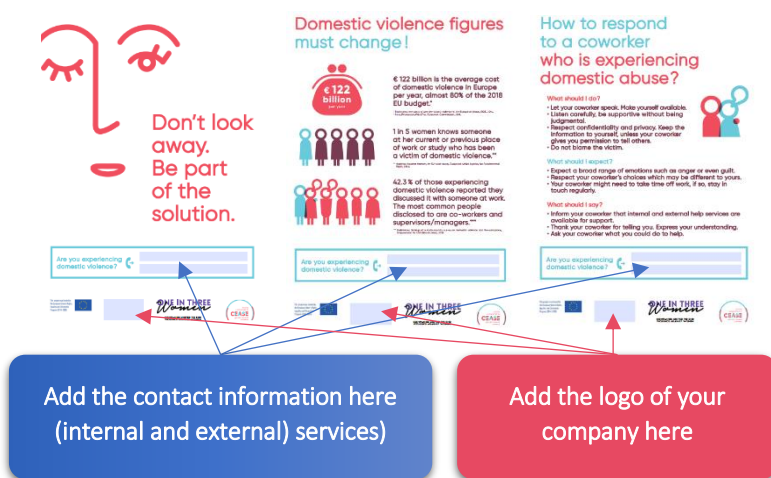 Don't look
away.
Be part
of the
solution.
Are you experiencing
domestic violence?
Domestic violence figures
must change!
€ 122
billion
per year
€ 122 billion is the average cost
of domestic violence in Europe
per year, almost 80% of the 2018
EU budget.*
1 in 5 women knows someone
at her current or previous place
of work or study who has been
a victim of domestic violence.**
42.3 % of those experiencing
domestic violence reported they
discussed it with someone at work.
The most common people
disclosed to are co-workers and
supervisors/managers.***
Are you experiencing
domestic violence?
How to respond
to a coworker
who is experiencing
domestic abuse?
What should I do?
• Let your coworker speak. Make yourself available.
• Listen carefully, be supportive without being
judgmental.
• Respect confidentiality and privacy. Keep the
information to yourself, unless your coworker
gives you permission to tell others.
• Do not blame the victim.
What should I expect?
• Expect a broad range of emotions such as anger or even guilt.
• Respect your coworker's choices which may be different to yours.
• Your coworker might need to take time off work, if so, stay in
touch regularly.
What should I say?
• Inform your coworker that internal and external help services are
available for support.
• Thank your coworker for telling you. Express your understanding.
• Ask your coworker what you could do to help.
Are you experiencing
domestic violence?
ONE IN THREE
Women
CEASE
ONE IN THREE
Women
CEASE
ONE IN THREE
Women
CEASE
Add the contact information here
(internal and external) services)
Add the logo of your
company here